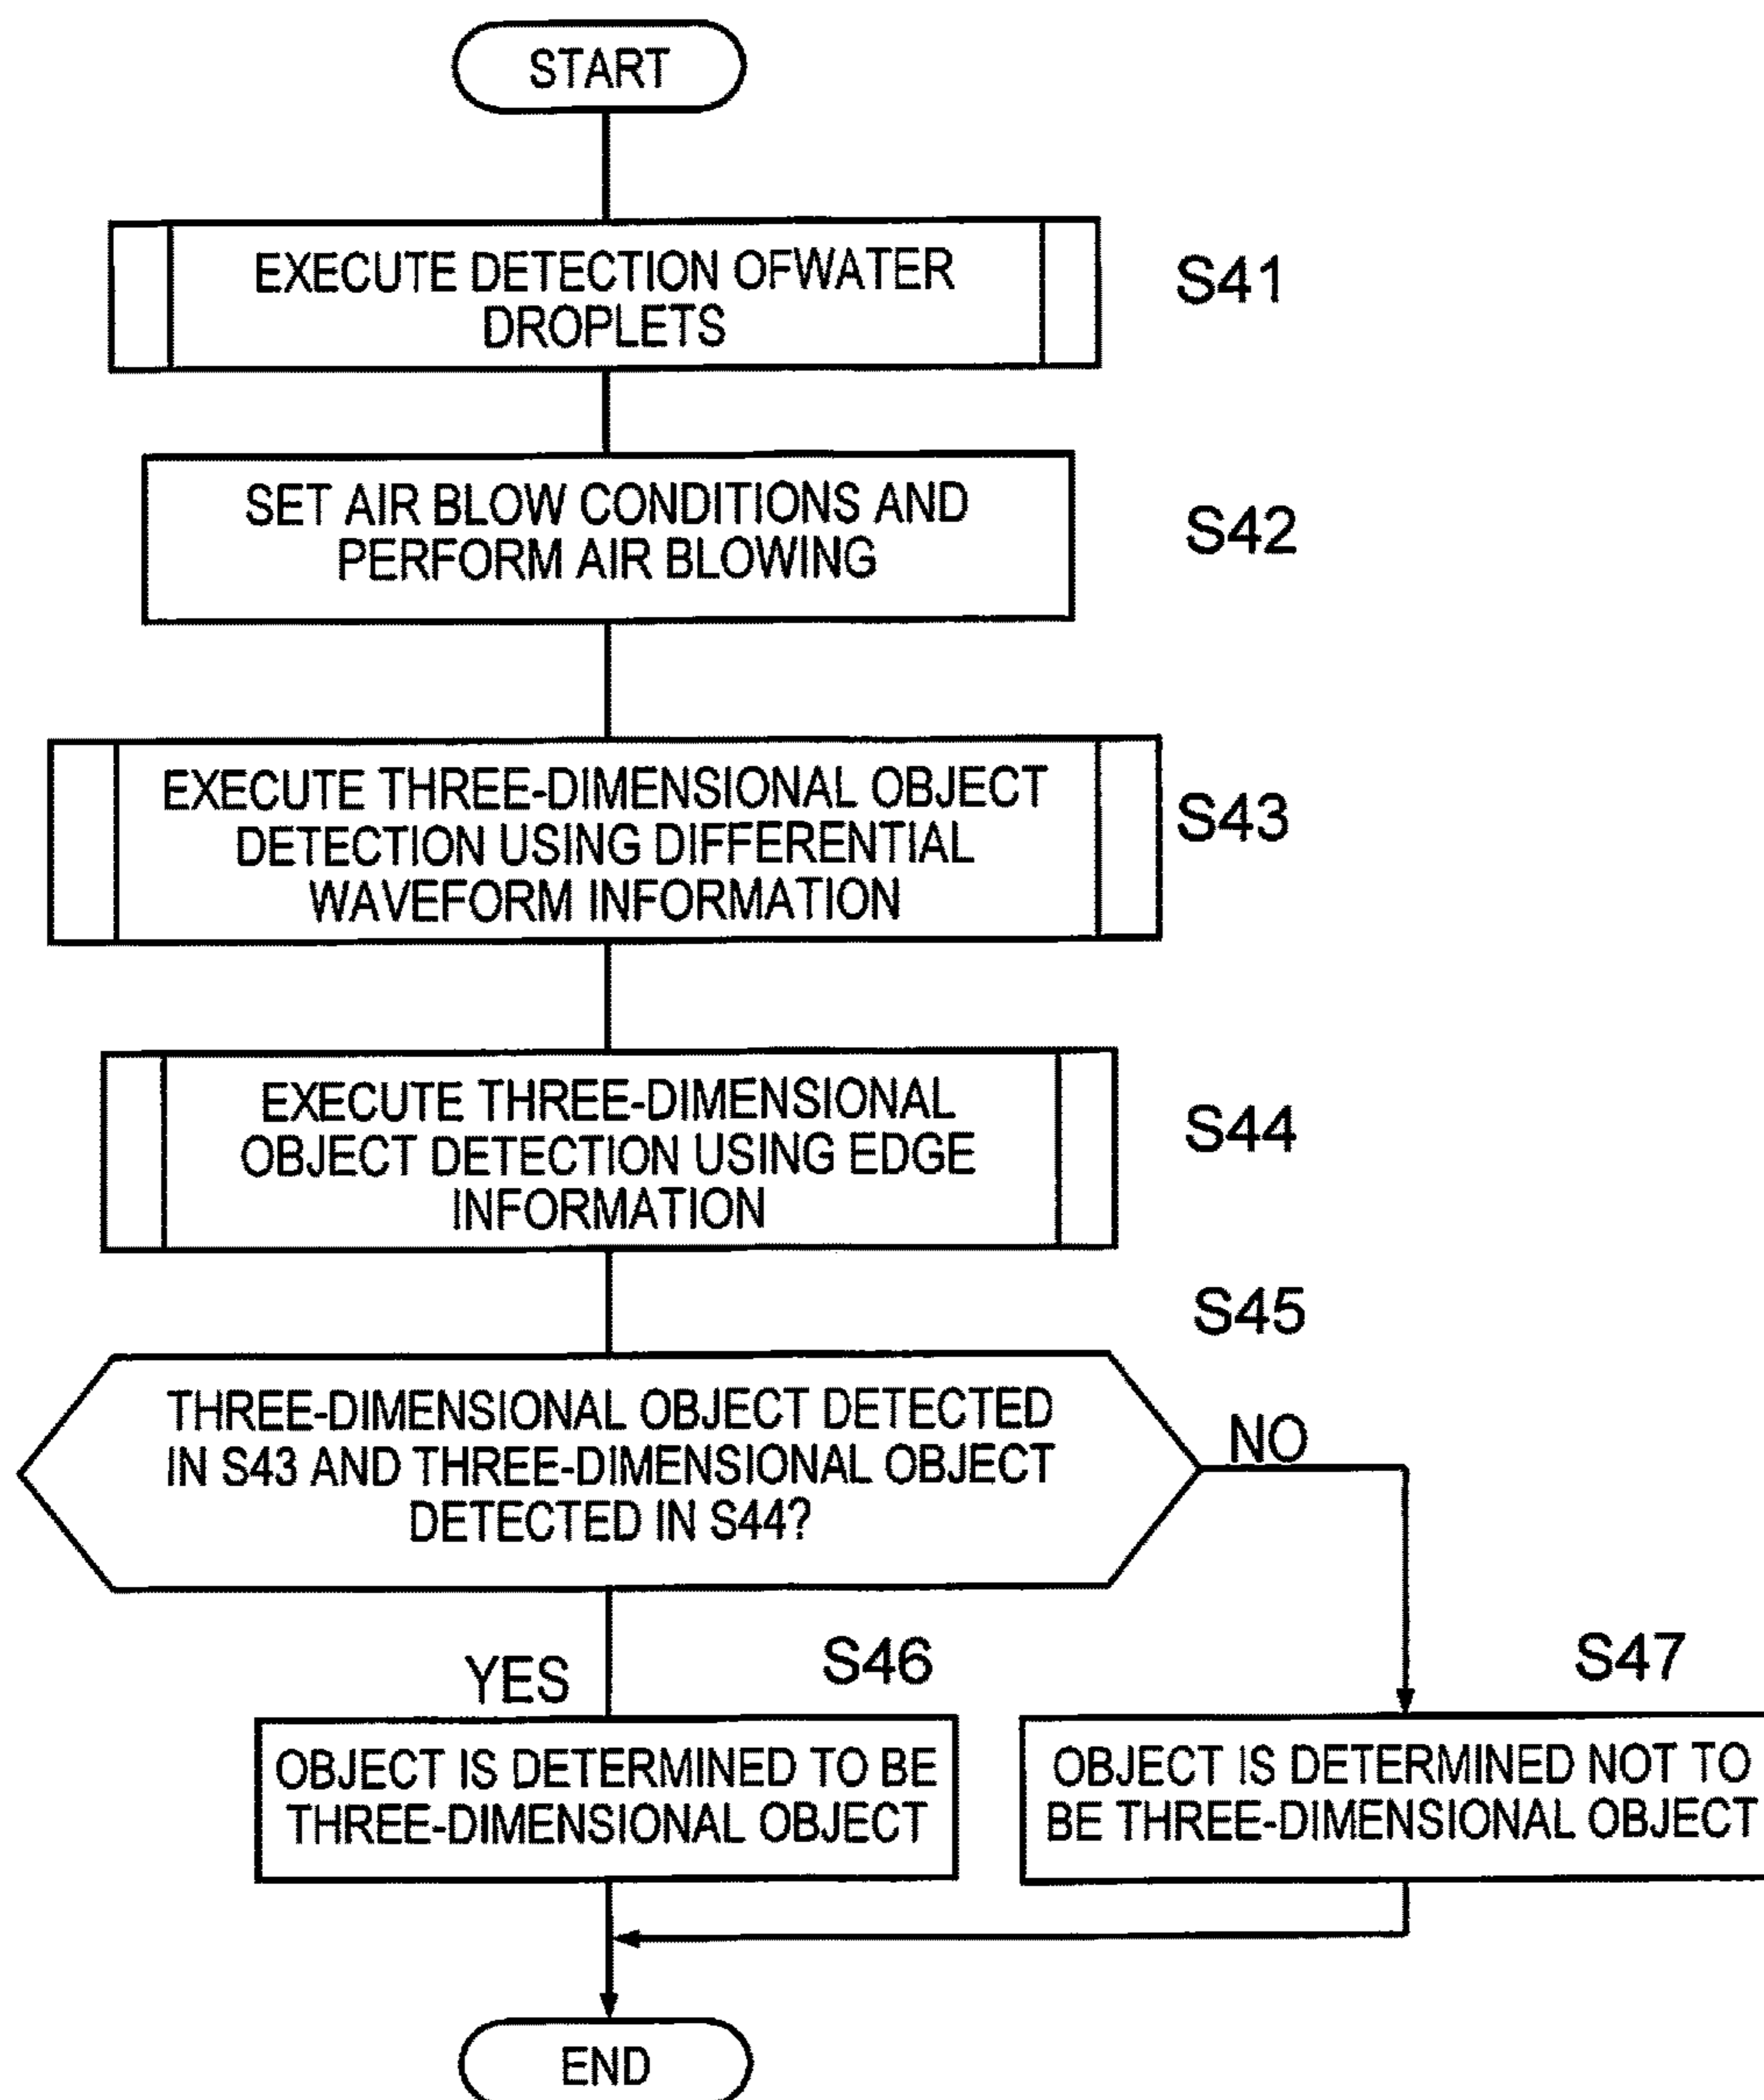 START
EXECUTE DETECTION OFWATER
DROPLETS
S41
SET AIR BLOW CONDITIONS AND
PERFORM AIR BLOWING
S42
EXECUTE THREE-DIMENSIONAL OBJECT
DETECTION USING DIFFERENTIAL
WAVEFORM INFORMATION
S43
EXECUTE THREE-DIMENSIONAL
OBJECT DETECTION USING EDGE
INFORMATION
S44
S45
THREE-DIMENSIONAL OBJECT DETECTED
IN S43 AND THREE-DIMENSIONAL OBJECT
DETECTED IN S44?
NO
YES
S46
S47
OBJECT IS DETERMINED TO BE
THREE-DIMENSIONAL OBJECT
OBJECT IS DETERMINED NOT TO
BE THREE-DIMENSIONAL OBJECT
END